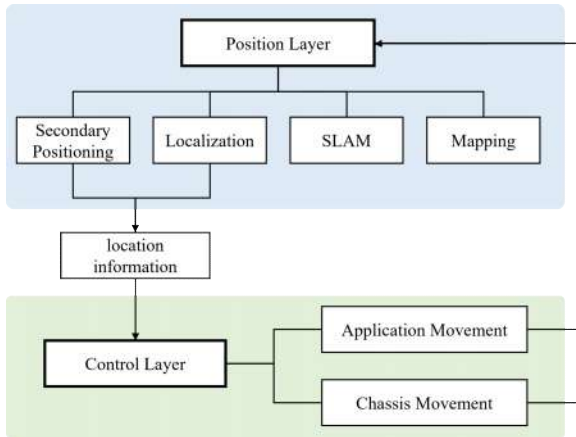 Position Layer
Secondary
Positioning
Localization
SLAM
Mapping
location
information
Application Movement
Control Layer
Chassis Movement